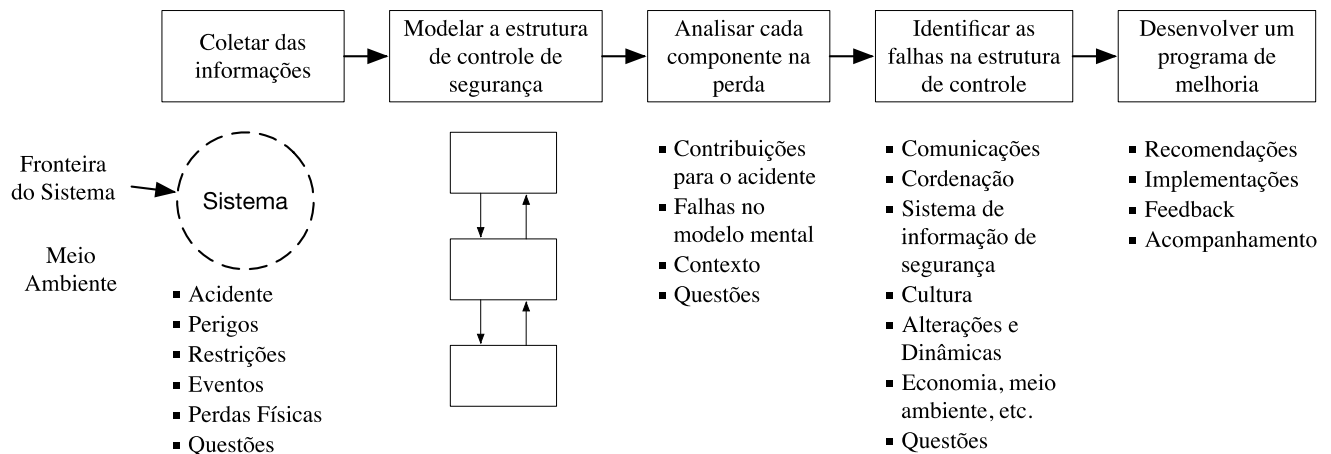 Coletar das
informações
Modelar a estrutura
de controle de
segurança
Analisar cada
componente na
perda
Identificar as
falhas na estrutura
de controle
Desenvolver um
programa de
melhoria
Fronteira
do Sistema
Sistema
Meio
Ambiente
▪ Acidente
▪ Perigos
▪ Restrições
▪ Eventos
▪ Perdas Físicas
▪ Questões
▪ Contribuições
para o acidente
▪ Falhas no
modelo mental
▪ Contexto
▪ Questões
▪ Comunicações
▪ Cordenação
▪ Sistema de
informação de
segurança
▪ Cultura
▪ Alterações e
Dinâmicas
▪ Economia, meio
ambiente, etc.
▪ Questões
▪ Recomendações
▪ Implementações
▪ Feedback
▪ Acompanhamento